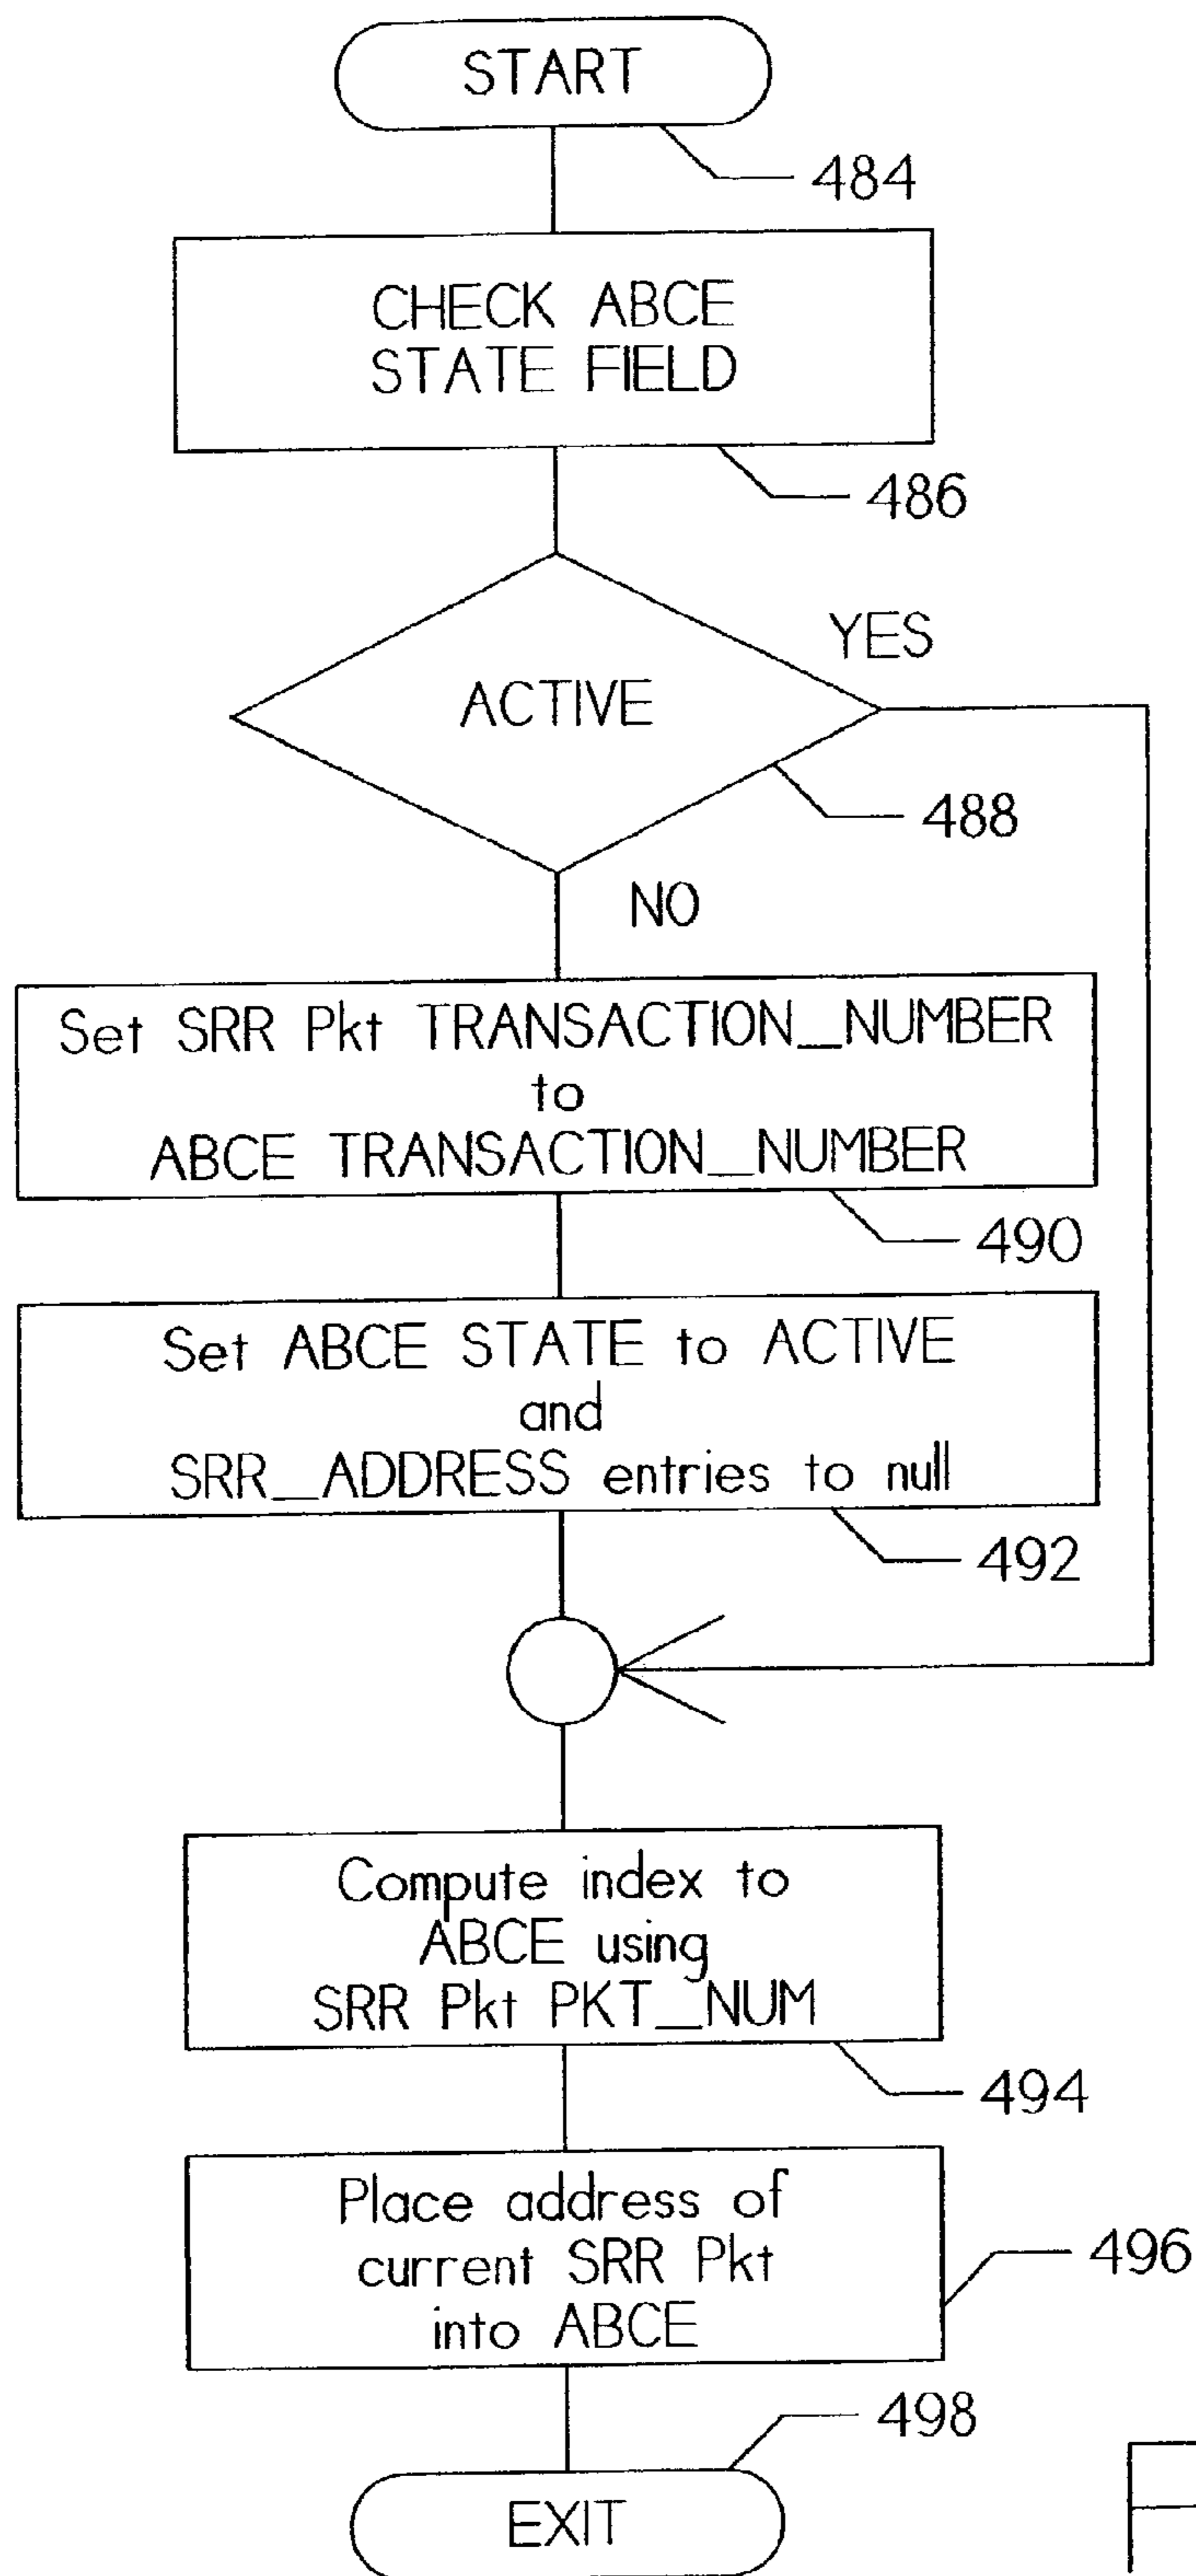 START
484
CHECK ABCE
STATE FIELD
486
YES
ACTIVE
488
NO
Set SRR Pkt TRANSACTION_NUMBER
to
ABCE TRANSACTION_NUMBER
490
Set ABCE STATE to ACTIVE
and
SRR_ADDRESS entries to null
492
Compute index to
ABCE using
SRR Pkt PKT_NUM
494
Place address of
current SRR Pkt
into ABCE
496
498
EXIT